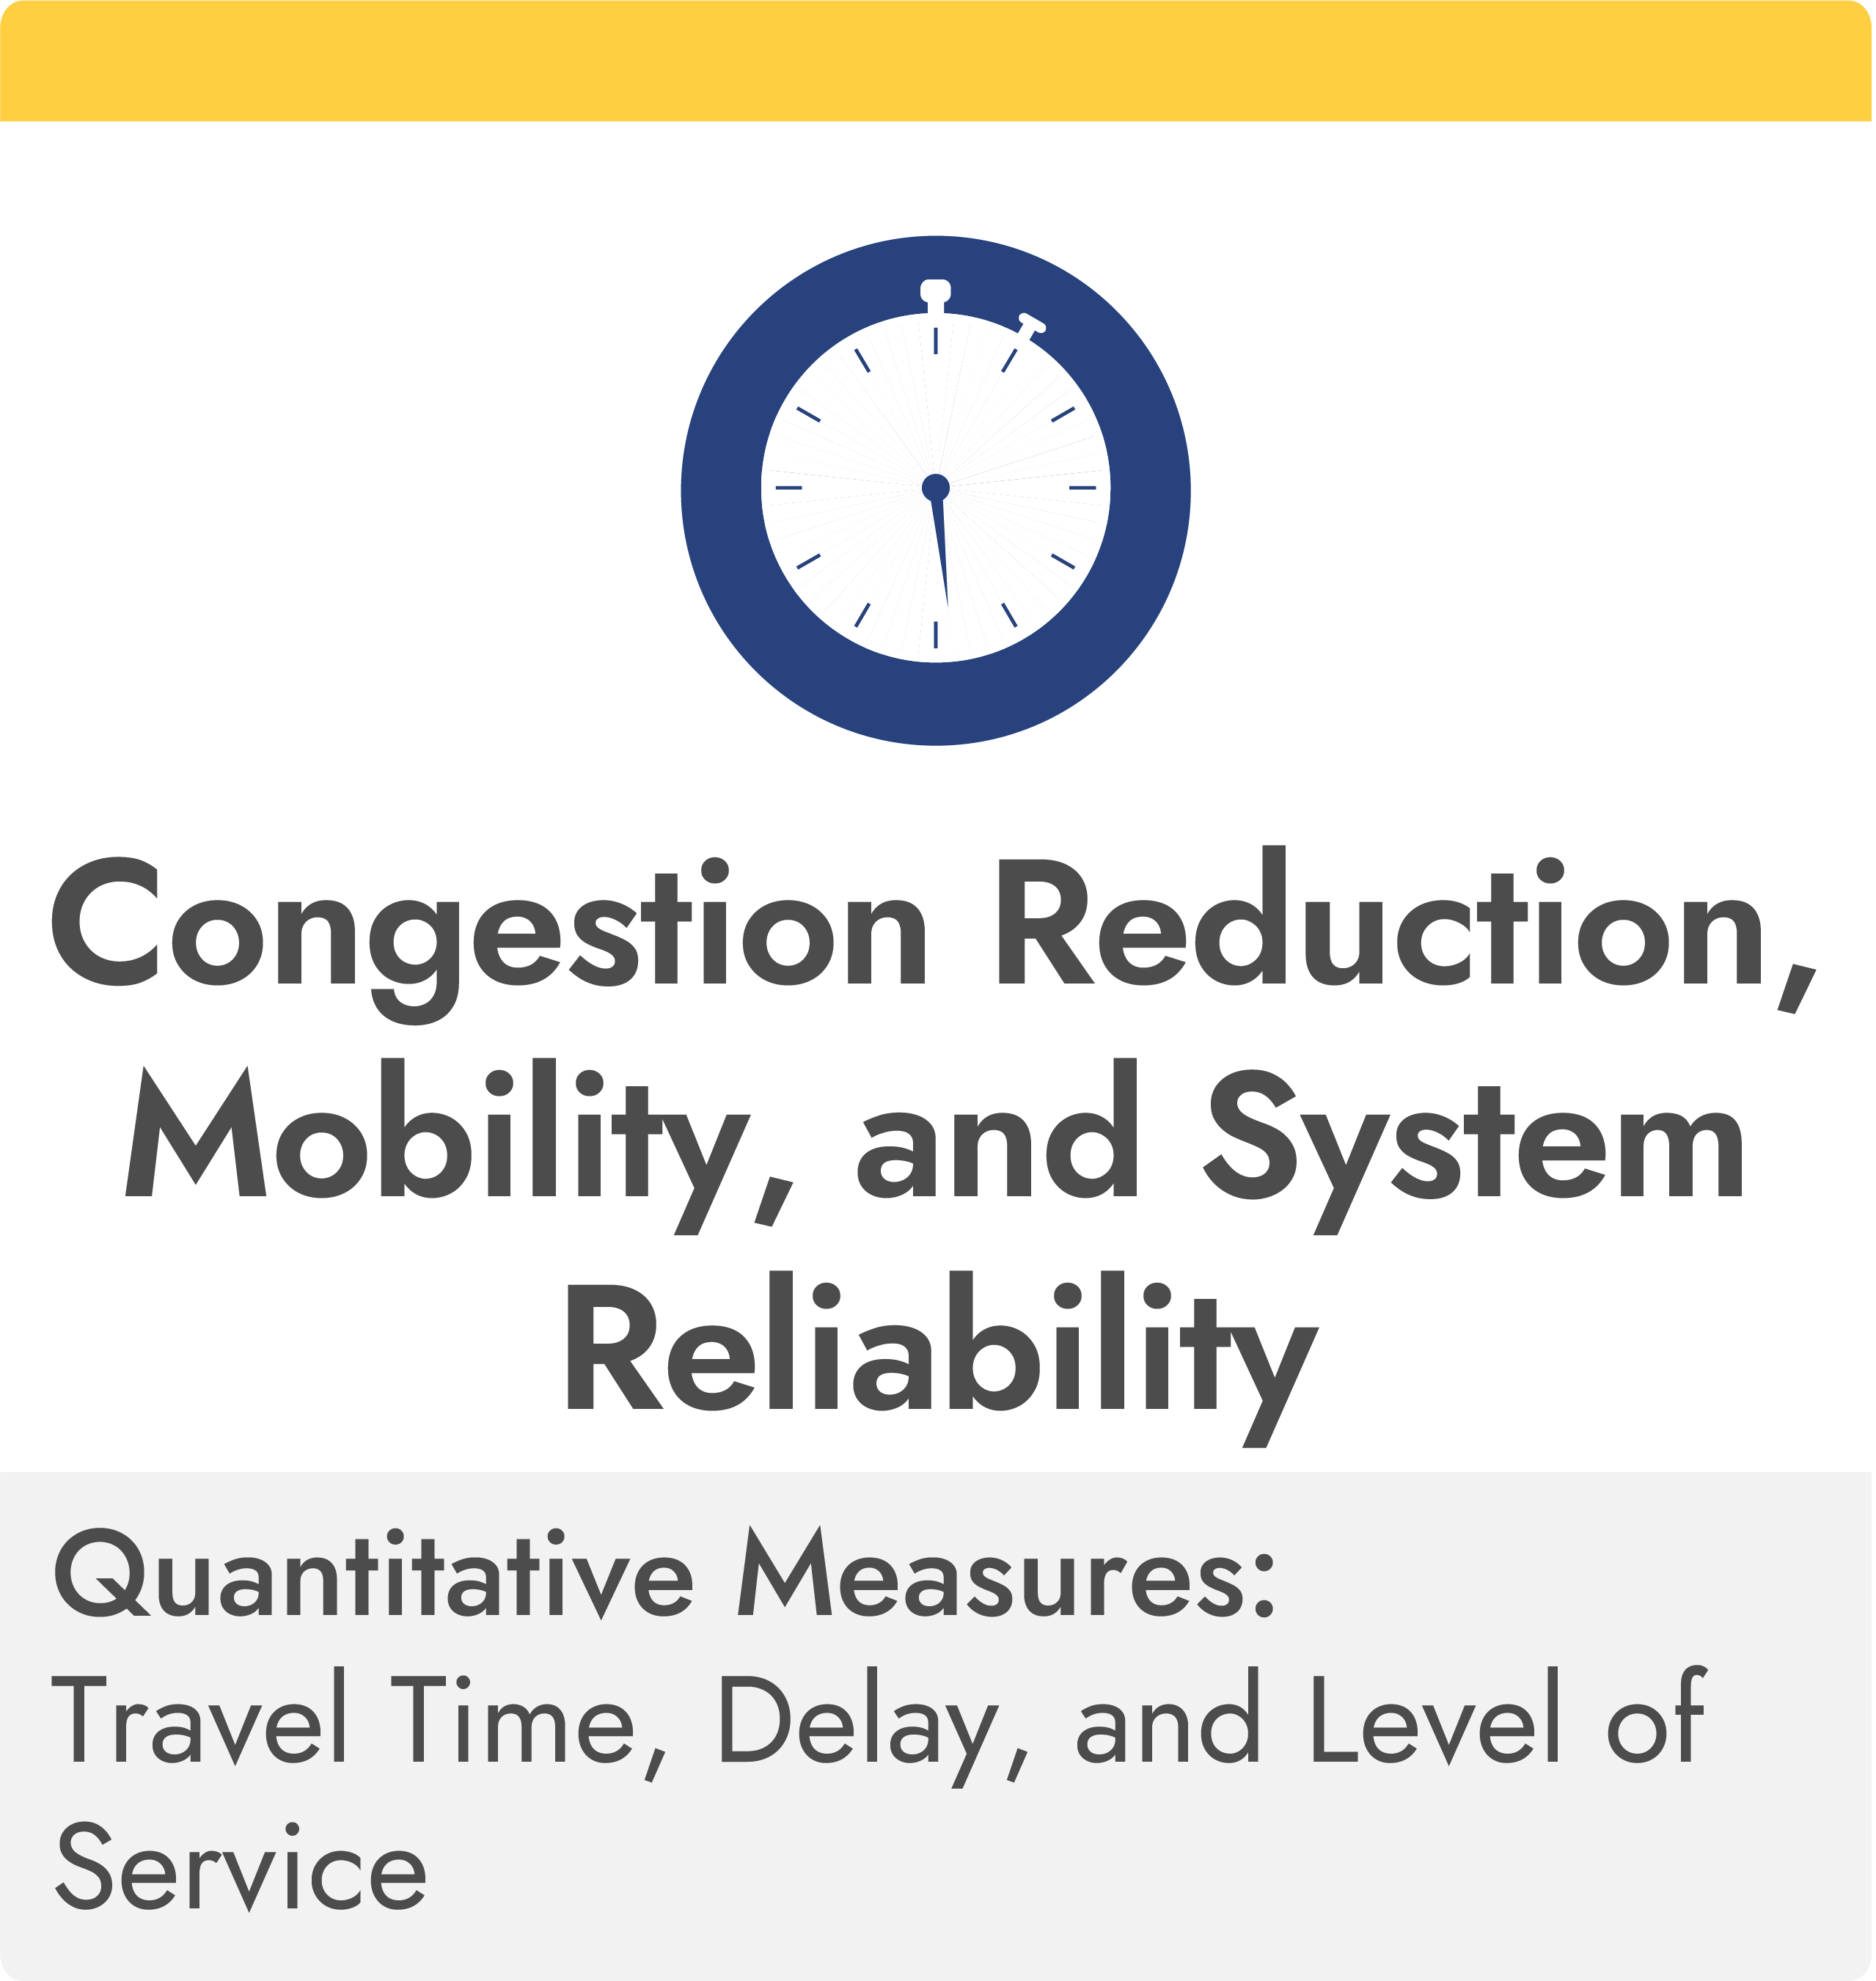 Congestion Reduction,
Mobility, and System
Reliability
Quantitative Measures:
Travel Time, Delay, and Level of
Service